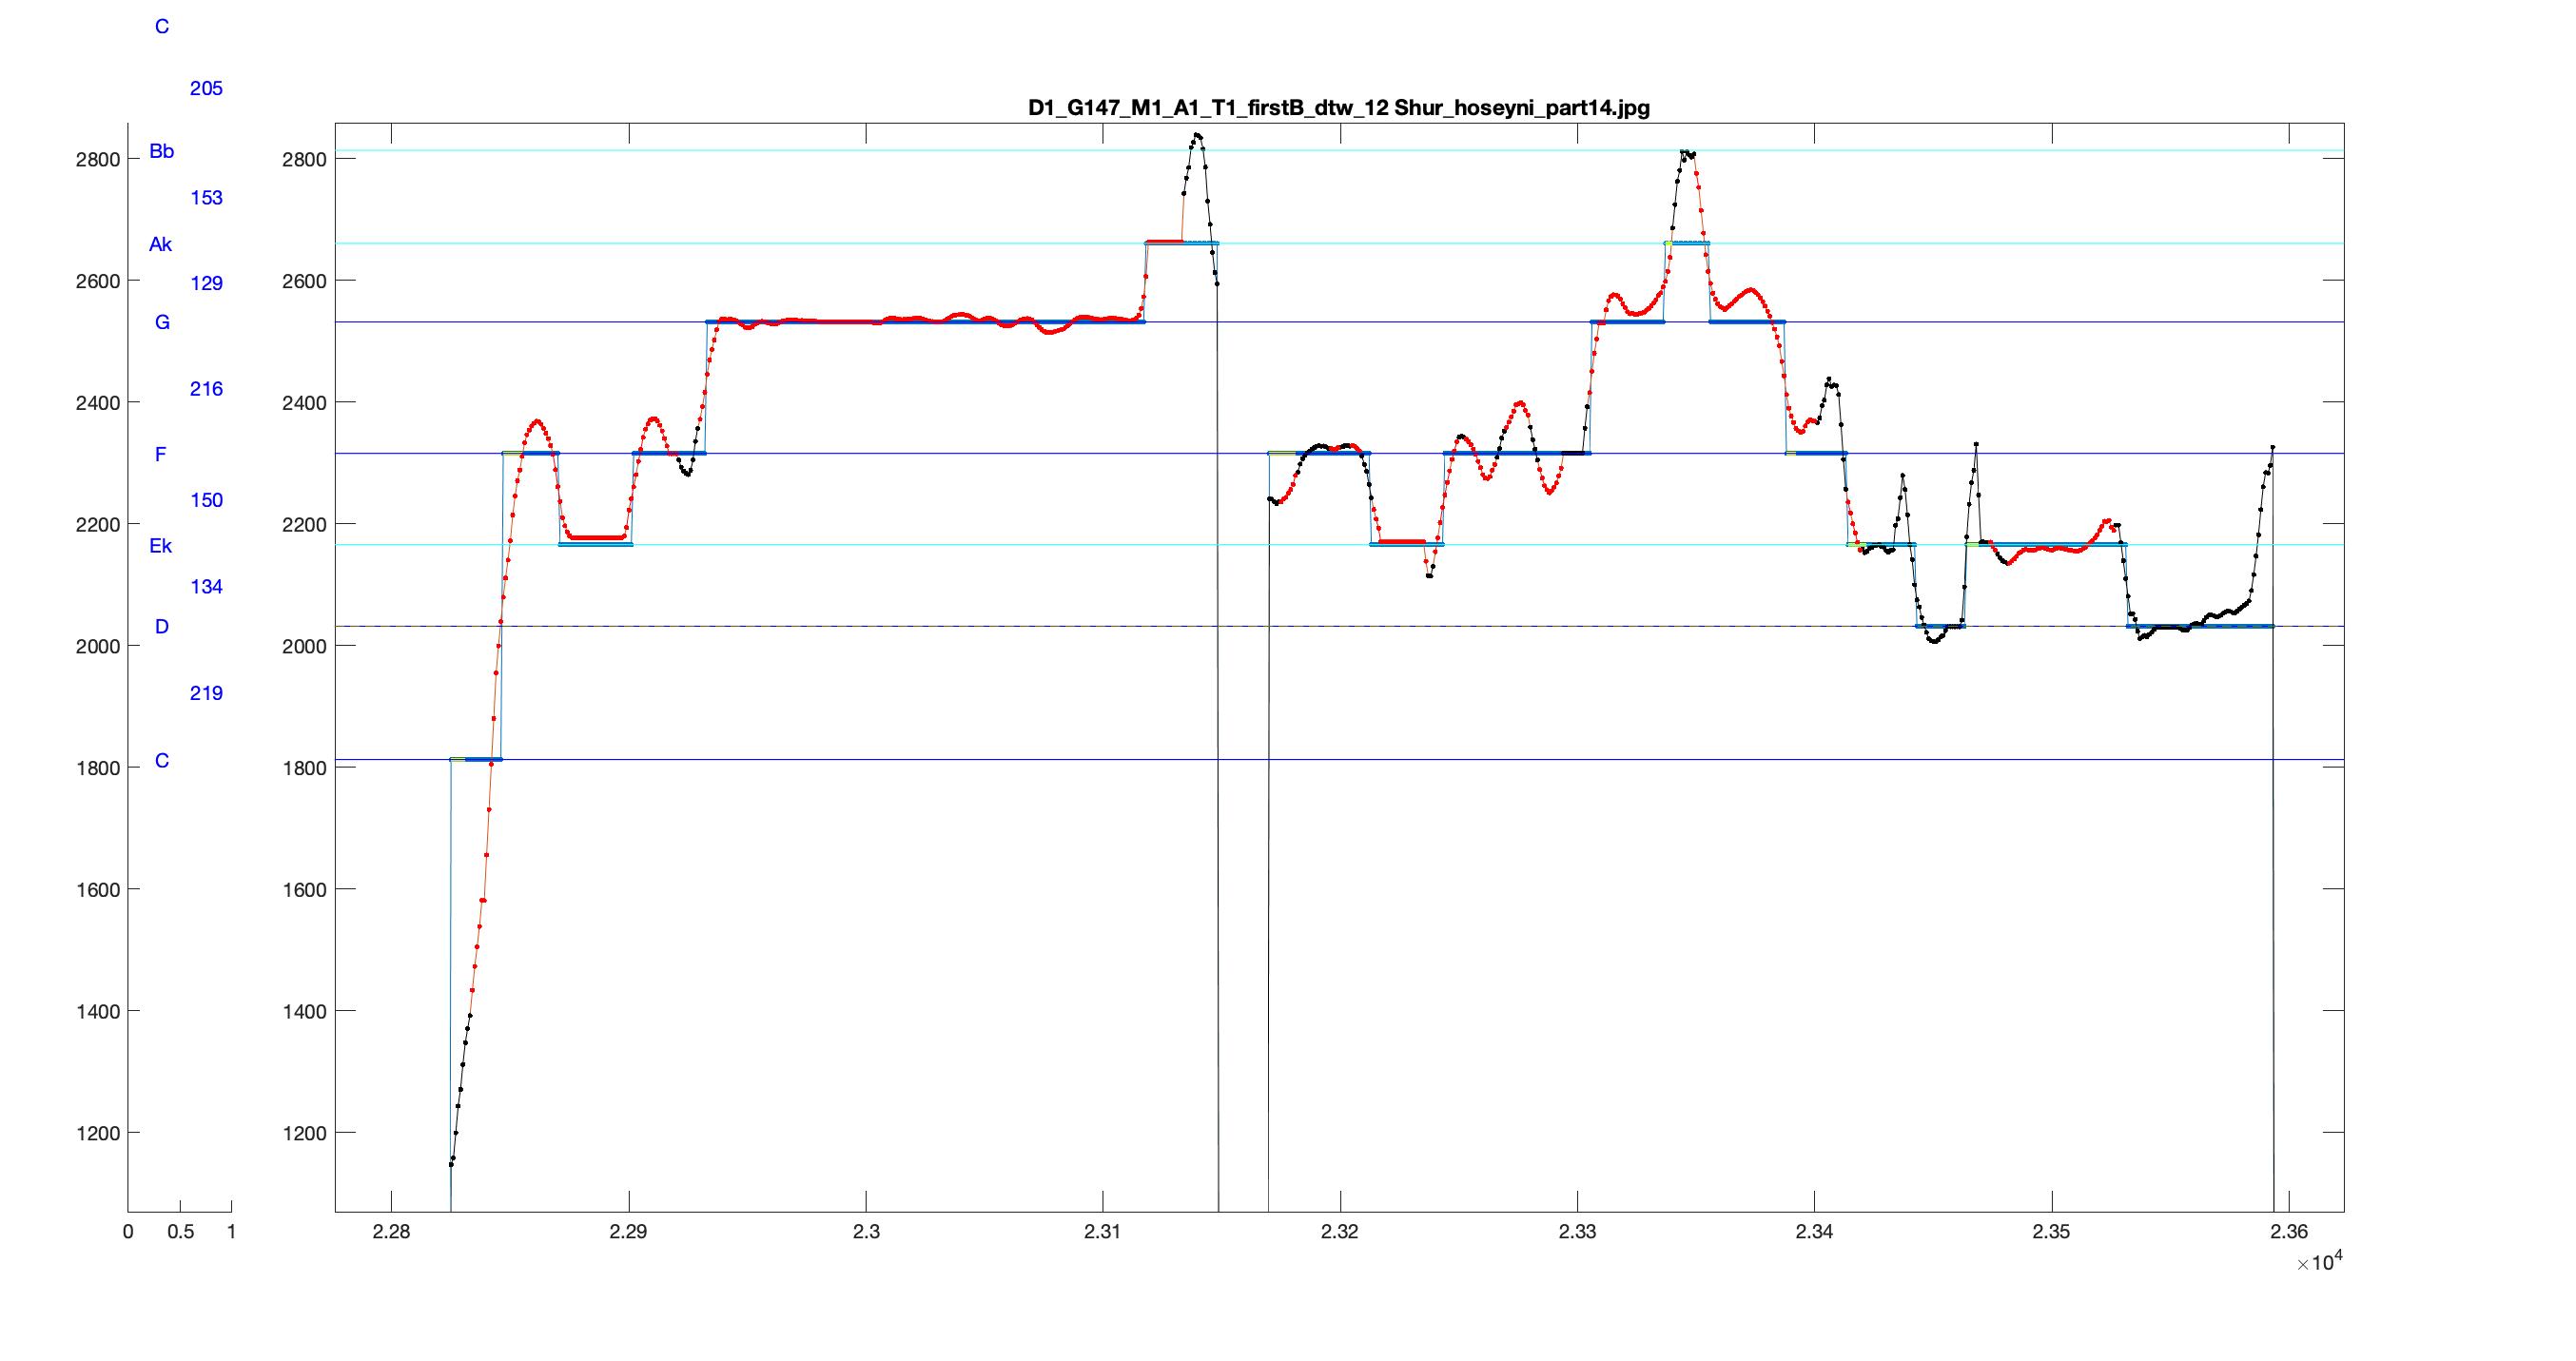 C
205
D1_G147_M1_A1_T1_firstB_dtw_12 Shur_hoseyni_part14.jpg
2800 Bb 2800
153
Ak
2600 129 2600
G
216
2400 2400
F
150
2200 2200
Ek
134
D
2000 2000
219
C
1800 1800
1600 1600
1400 1400
1200 1200
0 0.5 1 2.28 2.29 2.3 2.31 2.32 2.33 2.34 2.35 2.36
×10⁴